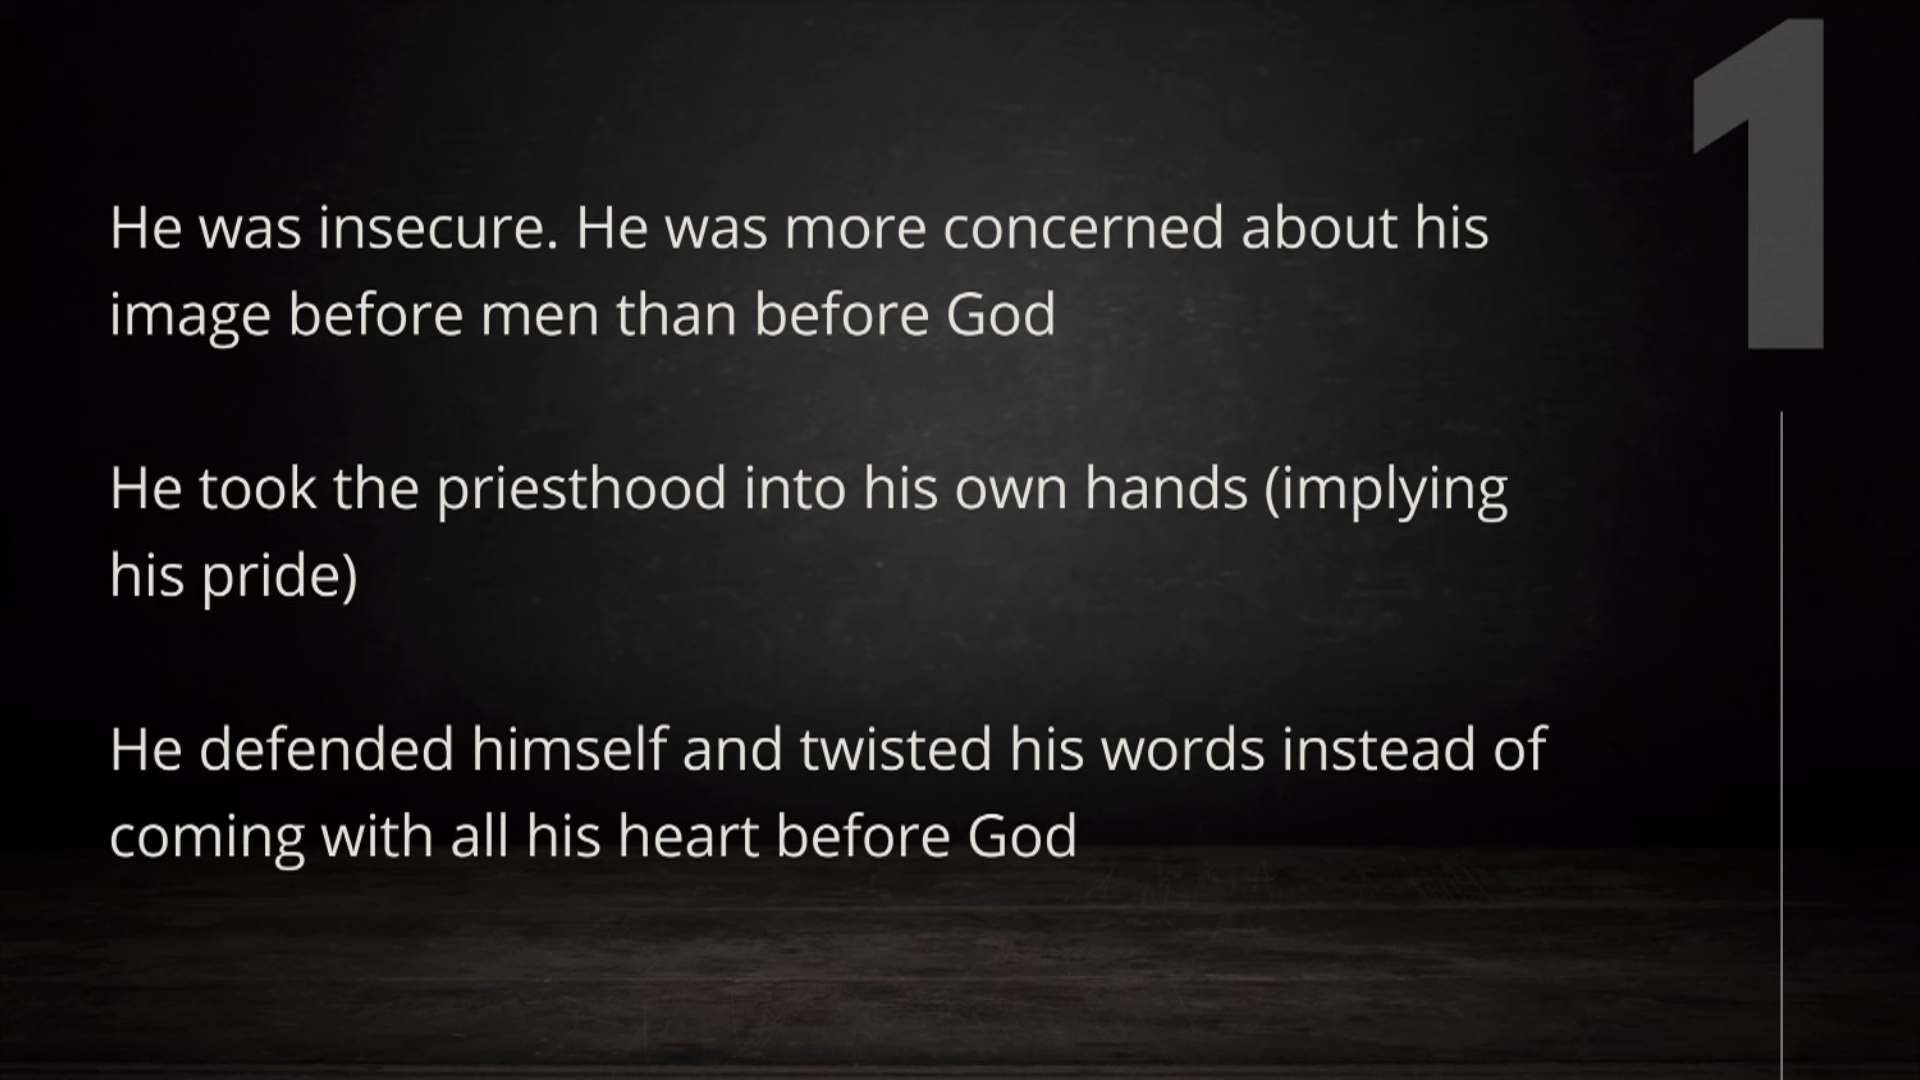 1
He was insecure. He was more concerned about his
image before men than before God
He took the priesthood into his own hands (implying
his pride)
He defended himself and twisted his words instead of
coming with all his heart before God